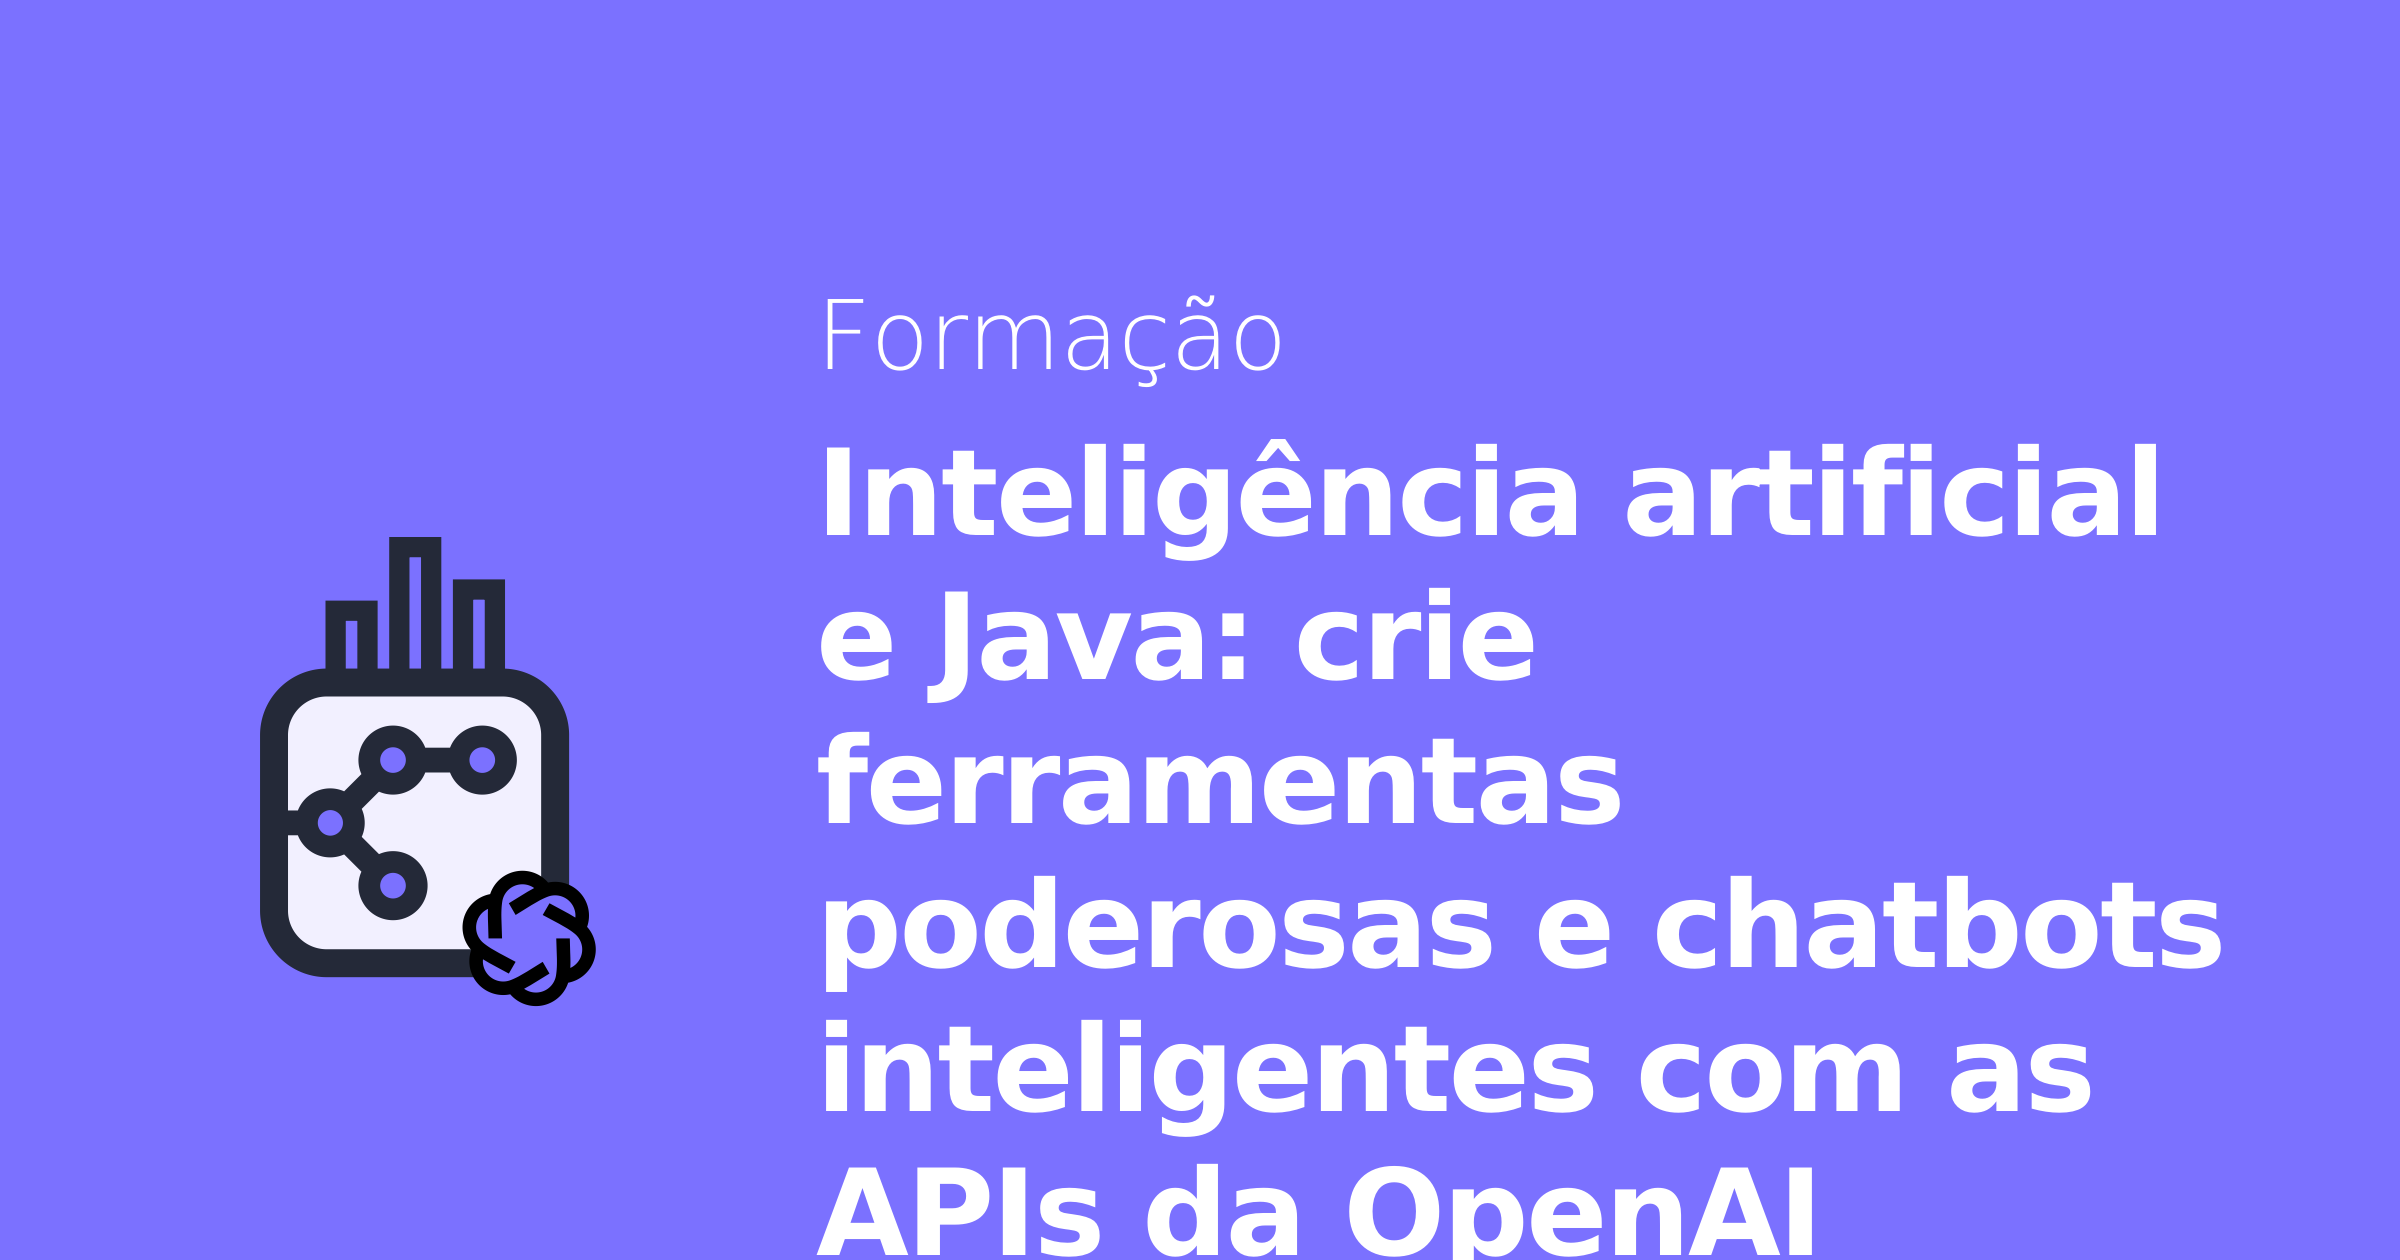 Formação
Inteligência artificial
e Java: crie
ferramentas
poderosas e chatbots
inteligentes com as
APIs da OpenAI